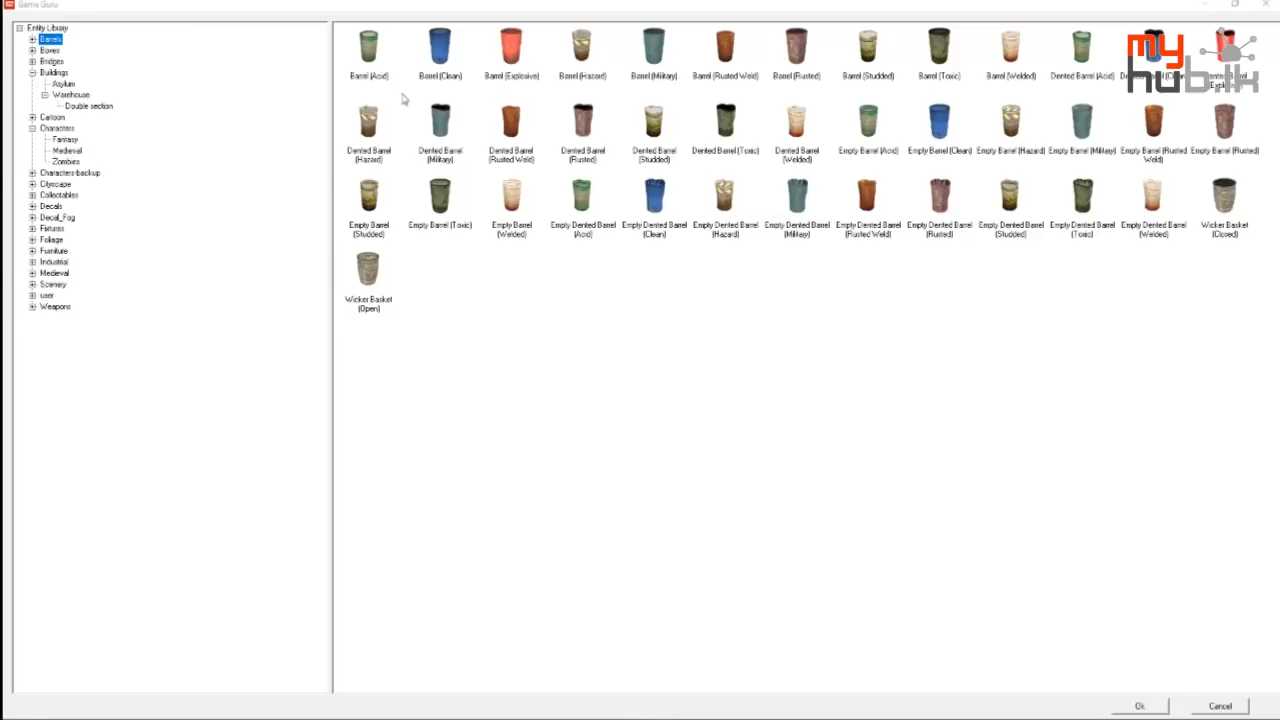 Game Guru
Entity Library
Barrels
Boxes
Bridges
Buildings
Asylum
Warehouse
Double section
Cartoon
Characters
Fantasy
Medieval
Zombies
Characters-backup
Cityscape
Collectables
Decals
Decal_Fog
Fixtures
Foliage
Furniture
Industrial
Medieval
Scenery
user
Weapons
my
hubik
Barrel (Acid) Barrel (Clean) Barrel (Explosive) Barrel (Hazard) Barrel (Military) Barrel (Rusted Weld) Barrel (Rusted) Barrel (Studded) Barrel (Toxic) Barrel (Welded) Dented Barrel (Acid)
Dented Barrel (Hazard) Dented Barrel (Military) Dented Barrel (Rusted Weld) Dented Barrel (Rusted) Dented Barrel (Studded) Dented Barrel (Toxic) Dented Barrel (Welded) Empty Barrel (Acid) Empty Barrel (Clean) Empty Barrel (Hazard) Empty Barrel (Military) Empty Barrel (Rusted Weld) Empty Barrel (Rusted)
Empty Barrel (Studded) Empty Barrel (Toxic) Empty Barrel (Welded) Empty Dented Barrel (Acid) Empty Dented Barrel (Clean) Empty Dented Barrel (Hazard) Empty Dented Barrel (Military) Empty Dented Barrel (Rusted Weld) Empty Dented Barrel (Rusted) Empty Dented Barrel (Studded) Empty Dented Barrel (Toxic) Empty Dented Barrel (Welded) Wicker Basket (Closed)
Wicker Basket (Open)
Ok Cancel